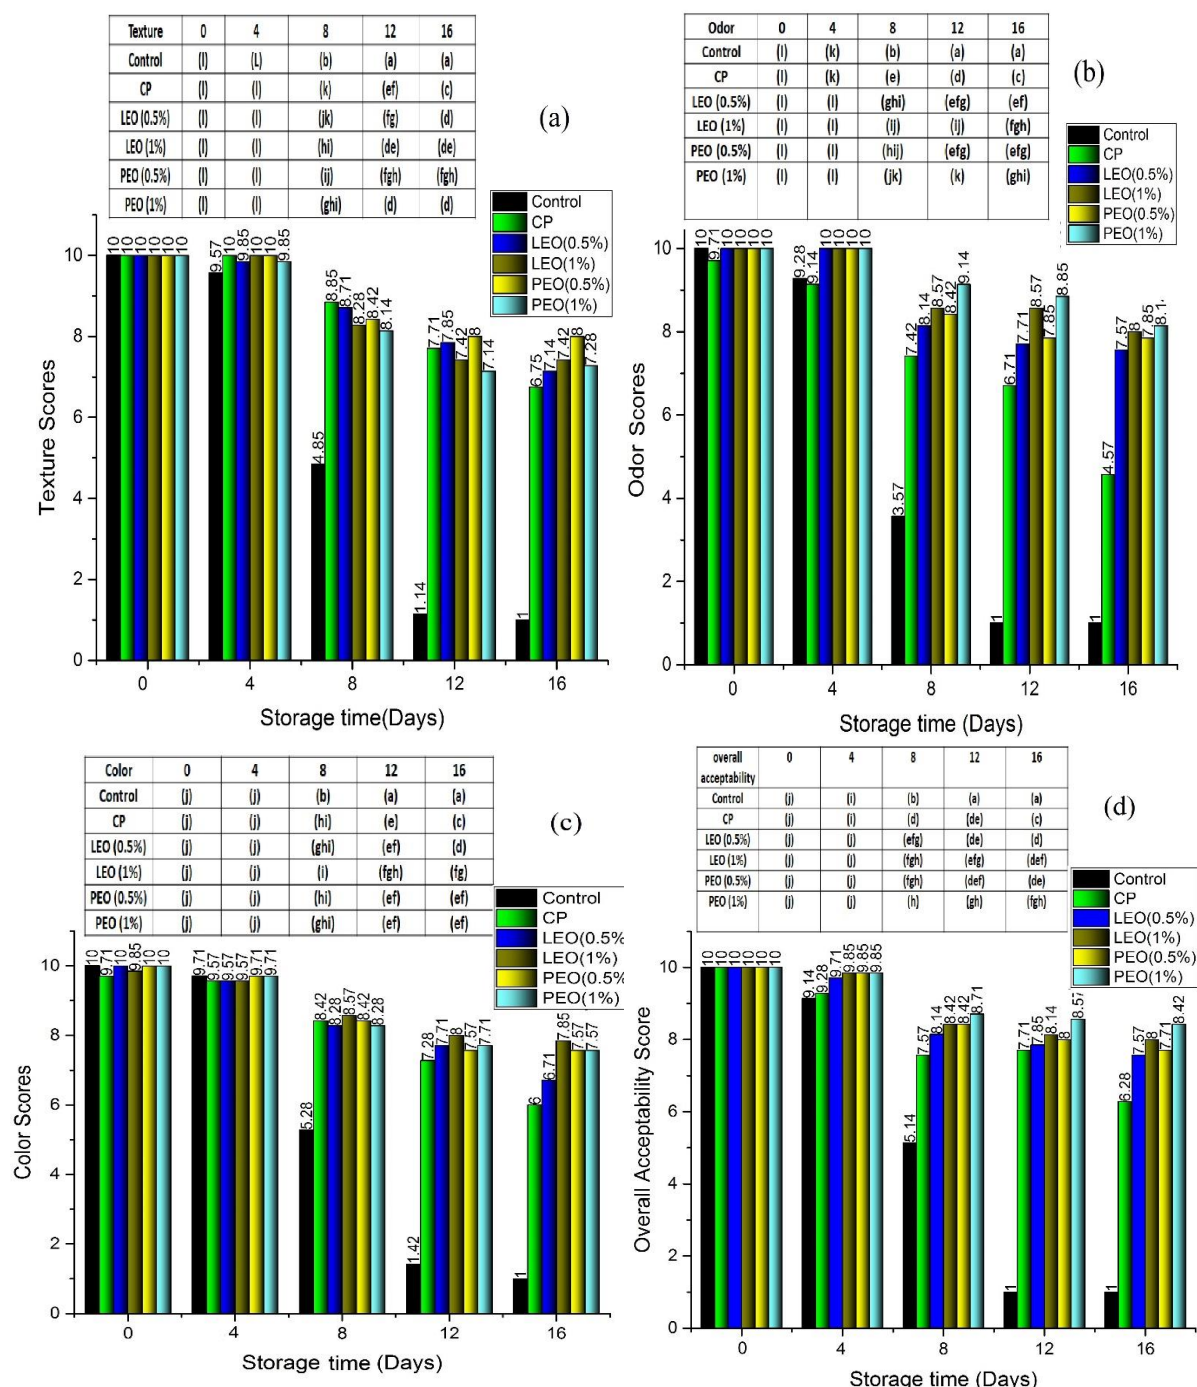 Texture 0 4 8 12 16
Control (l) (L) (b) (a) (a)
CP (l) (l) (k) (ef) (c)
LEO (0.5%) (l) (l) (jk) (fg) (d)
LEO (1%) (l) (l) (hi) (de) (de)
PEO (0.5%) (l) (l) (ij) (fgh) (fgh)
PEO (1%) (l) (l) (ghi) (d) (d)
(a)
Control
CP
LEO(0.5%)
LEO(1%)
PEO(0.5%)
PEO(1%)
10 10 10 10 10 10
9.57 10 9.85 10 10 9.85
4.85 8.85 8.71 8.28 8.42 8.14
1.14 7.71 7.85 7.42 8 7.14
1 6.75 7.14 7.42 8 7.28
Texture Scores
10
8
6
4
2
0
0 4 8 12 16
Storage time(Days)
Odor 0 4 8 12 16
Control (l) (k) (b) (a) (a)
CP (l) (k) (e) (d) (c)
LEO (0.5%) (l) (l) (ghi) (efg) (ef)
LEO (1%) (l) (l) (Ij) (Ij) (fgh)
PEO (0.5%) (l) (l) (hij) (efg) (efg)
PEO (1%) (l) (l) (jk) (k) (ghi)
(b)
Control
CP
LEO(0.5%)
LEO(1%)
PEO(0.5%)
PEO(1%)
10 9.71 10 10 10 10
9.28 9.14 10 10 10 10
3.57 7.42 8.14 8.57 8.42 9.14
1 6.71 7.71 8.57 7.85 8.85
1 4.57 7.57 8 7.85 8.1
Odor Scores
10
8
6
4
2
0
0 4 8 12 16
Storage time (Days)
Color 0 4 8 12 16
Control (j) (j) (b) (a) (a)
CP (j) (j) (hi) (e] (c)
LEO (0.5%) (j) (j) (ghi) (ef) (d)
LEO (1%) (j) (j) (i) (fgh) (fg)
PEO (0.5%) (j) (j) (hi) (ef) (ef)
PEO (1%) (j) (j) (ghi) (ef) (ef)
(c)
Control
CP
LEO(0.5%
LEO(1%)
PEO(0.5%
PEO(1%)
10 9.71 10 9.85 10 10
9.71 9.57 9.57 9.57 9.71 9.71
5.28 8.42 8.28 8.57 8.42 8.28
1.42 7.28 7.71 8 7.57 7.71
1 6 6.71 7.85 7.57 7.57
Color Scores
10
8
6
4
2
0
0 4 8 12 16
Storage time (Days)
overall 0 4 8 12 16
acceptability
Control (j) (i) (b) (a) (a)
CP (j) (i) (d) (de) (c)
LEO (0.5%) (j) (j) (efg) (de) (d)
LEO (1%) (j) (j) (fgh) (efg) (def)
PEO (0.5%) (j) (j) (fgh) (def) (de)
PEO (1%) (j) (j) (h) (gh) (fgh)
(d)
Control
CP
LEO(0.5%)
LEO(1%)
PEO(0.5%)
PEO(1%)
10 10 10 10 10 10
9.14 9.28 9.71 9.85 9.85 9.85
5.14 7.57 8.14 8.42 8.42 8.71
1 7.71 7.85 8.14 8 8.57
1 6.28 7.57 8 7.71 8.42
Overall Acceptability Score
10
8
6
4
2
0
0 4 8 12 16
Storage time (Days)